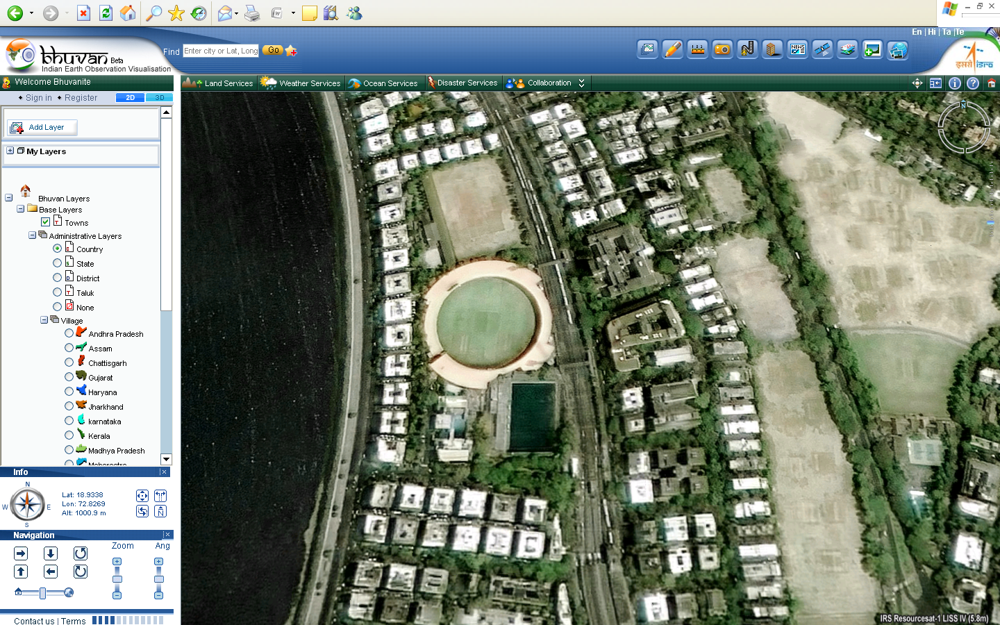 En | Hi | Ta |Te
bhuvan Beta
Indian Earth Observation Visualisation
Find Enter city or Lat, Long Go
NEWS
इसरो isro
Welcome Bhuvanite
Land Services Weather Services Ocean Services Disaster Services Collaboration
Sign in Register 2D 3D
Add Layer
My Layers
Bhuvan Layers
Base Layers
Towns
Administrative Layers
Country
State
District
Taluk
None
Village
Andhra Pradesh
Assam
Chattisgarh
Gujarat
Haryana
Jharkhand
karnataka
Kerala
Madhya Pradesh
Info
N
W E
S
Lat: 18.9338
Lon: 72.8269
Alt: 1000.9 m
N
Navigation
Zoom Ang
Contact us | Terms
N
IRS Resourcesat-1 LISS IV (5.8m)